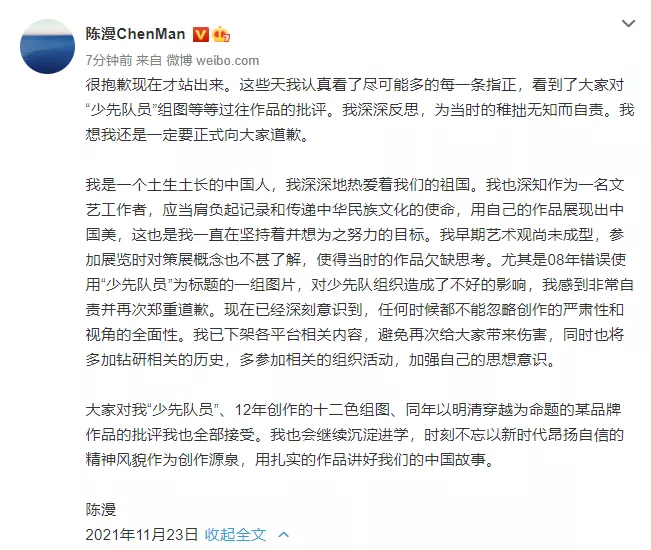 陈漫ChenMan
7分钟前 来自 微博 weibo.com
很抱歉现在才站出来。这些天我认真看了尽可能多的每一条指正，看到了大家对
“少先队员”组图等等过往作品的批评。我深深反思，为当时的稚拙无知而自责。我
想我还是一定要正式向大家道歉。
我是一个土生土长的中国人，我深深地热爱着我们的祖国。我也深知作为一名文
艺工作者，应当肩负起记录和传递中华民族文化的使命，用自己的作品展现出中
国美，这也是我一直在坚持着并想为之努力的目标。我早期艺术观尚未成型，参
加展览时对策展概念也不甚了解，使得当时的作品欠缺思考。尤其是08年错误使
用“少先队员”为标题的一组图片，对少先队组织造成了不好的影响，我感到非常自
责并再次郑重道歉。现在已经深刻意识到，任何时候都不能忽略创作的严肃性和
视角的全面性。我已下架各平台相关内容，避免再次给大家带来伤害，同时也将
多加钻研相关的历史，多参加相关的组织活动，加强自己的思想意识。
大家对我“少先队员”、12年创作的十二色组图、同年以明清穿越为命题的某品牌
作品的批评我也全部接受。我也会继续沉淀进学，时刻不忘以新时代昂扬自信的
精神风貌作为创作源泉，用扎实的作品讲好我们的中国故事。
陈漫
2021年11月23日 收起全文